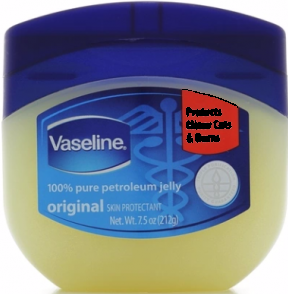 Vaseline
Protects
Minor Cuts
& Burns
100% pure petroleum jelly
original SKIN PROTECTANT
Net. Wt. 7.5 oz (212g)